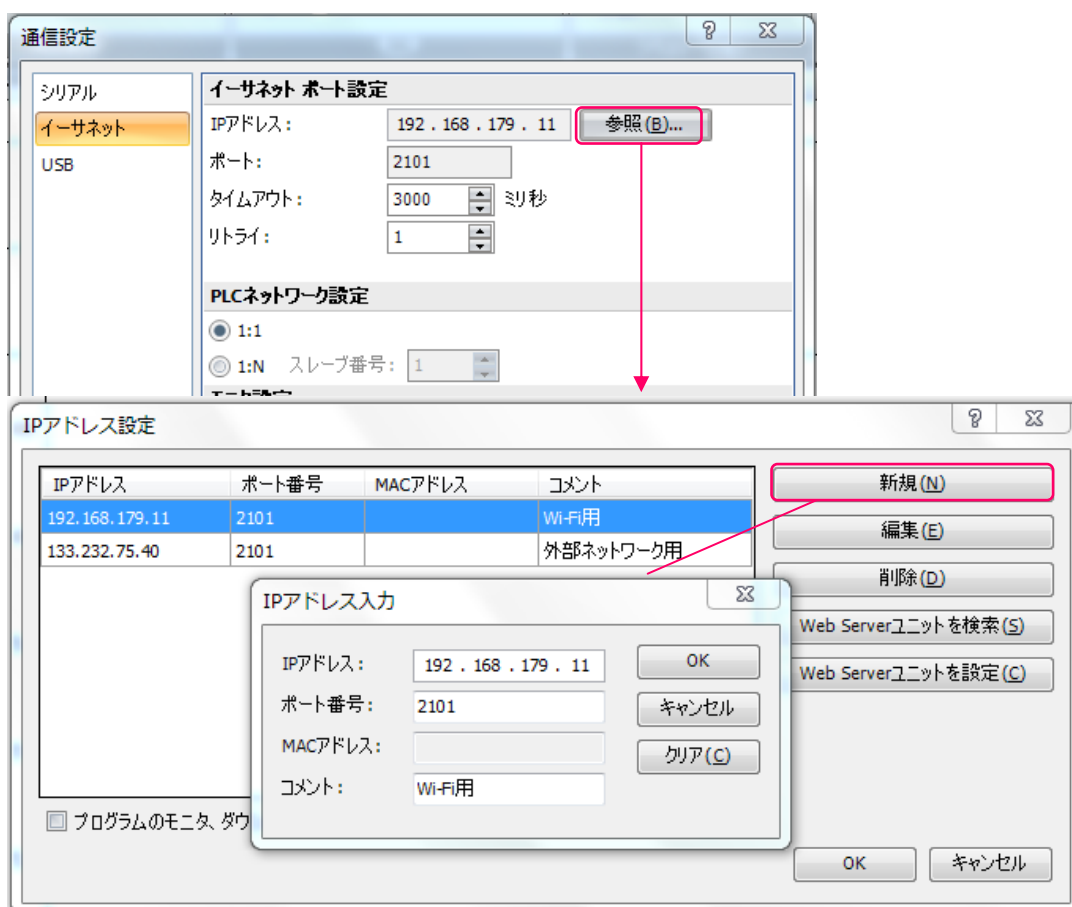 通信設定
シリアル
イーサネット
USB
イーサネット ポート設定
IPアドレス: 192 . 168 . 179 . 11 参照(B)...
ポート: 2101
タイムアウト: 3000 ミリ秒
リトライ: 1
PLCネットワーク設定
1:1
1:N スレーブ番号: 1
IPアドレス設定
IPアドレス ポート番号 MACアドレス コメント
192.168.179.11 2101 Wi-Fi用
133.232.75.40 2101 外部ネットワーク用
新規(N)
編集(E)
削除(D)
Web Serverユニットを検索(S)
Web Serverユニットを設定(C)
IPアドレス入力
IPアドレス: 192 . 168 . 179 . 11
ポート番号: 2101
MACアドレス:
コメント: Wi-Fi用
OK
キャンセル
クリア(C)
プログラムのモニタ、ダウ
OK キャンセル